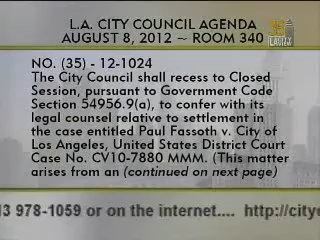 L.A. CITY COUNCIL AGENDA
AUGUST 8, 2012 ~ ROOM 340
NO. (35) - 12-1024
The City Council shall recess to Closed
Session, pursuant to Government Code
Section 54956.9(a), to confer with its
legal counsel relative to settlement in
the case entitled Paul Fassoth v. City of
Los Angeles, United States District Court
Case No. CV10-7880 MMM. (This matter
arises from an (continued on next page)
13 978-1059 or on the internet.... http://citycl